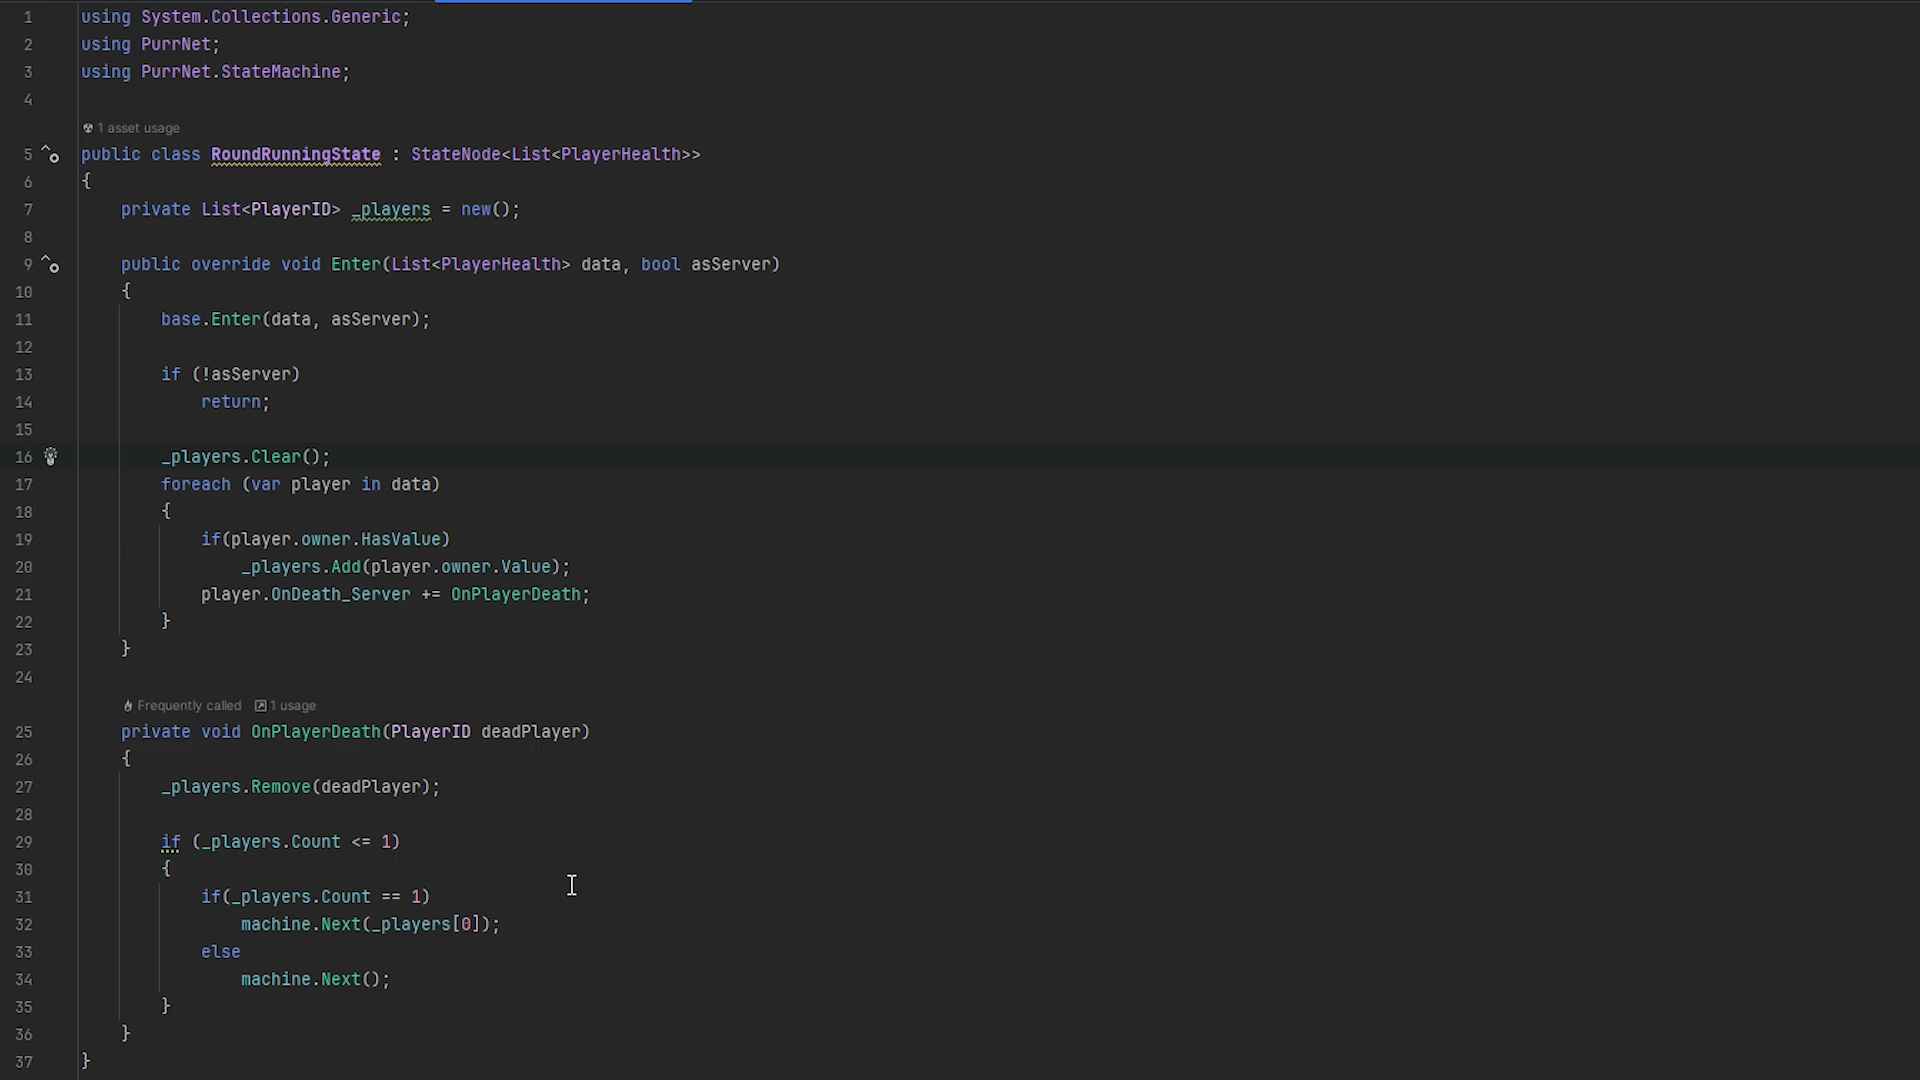 1 using System.Collections.Generic;
2 using PurrNet;
3 using PurrNet.StateMachine;
4
1 asset usage
5 public class RoundRunningState : StateNode<List<PlayerHealth>>
6 {
7 private List<PlayerID> _players = new();
8
9 public override void Enter(List<PlayerHealth> data, bool asServer)
10 {
11 base.Enter(data, asServer);
12
13 if (!asServer)
14 return;
15
16 _players.Clear();
17 foreach (var player in data)
18 {
19 if(player.owner.HasValue)
20 _players.Add(player.owner.Value);
21 player.OnDeath_Server += OnPlayerDeath;
22 }
23 }
24
Frequently called 1 usage
25 private void OnPlayerDeath(PlayerID deadPlayer)
26 {
27 _players.Remove(deadPlayer);
28
29 if (_players.Count <= 1)
30 {
31 if(_players.Count == 1)
32 machine.Next(_players[0]);
33 else
34 machine.Next();
35 }
36 }
37 }